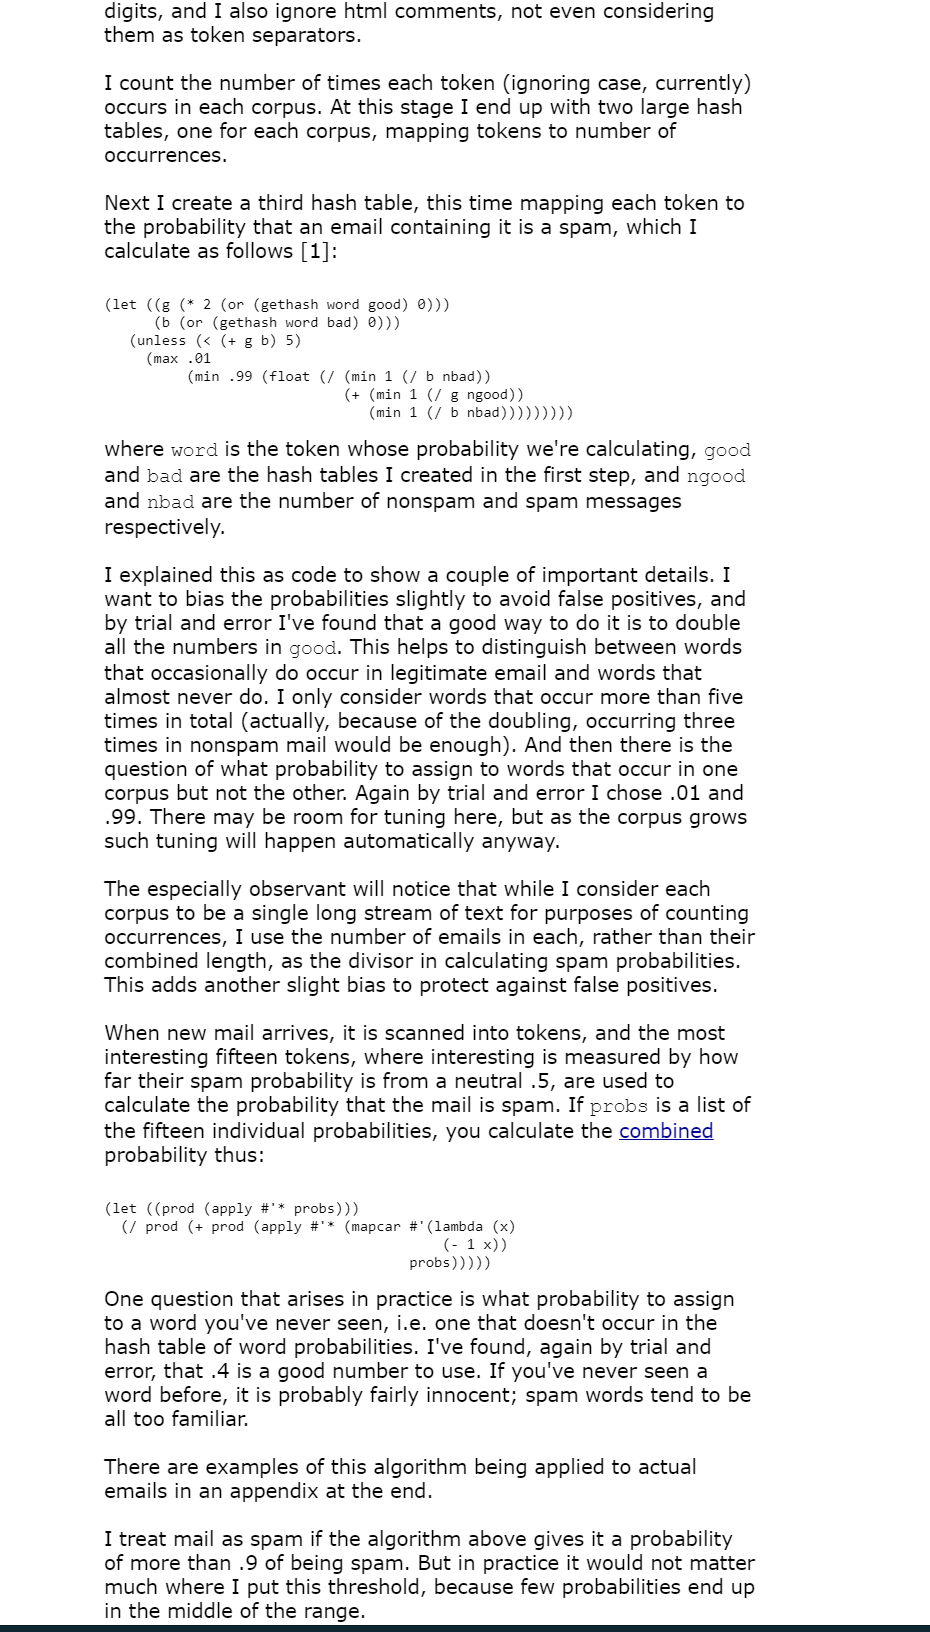 digits, and I also ignore html comments, not even considering
them as token separators.
I count the number of times each token (ignoring case, currently)
occurs in each corpus. At this stage I end up with two large hash
tables, one for each corpus, mapping tokens to number of
occurrences.
Next I create a third hash table, this time mapping each token to
the probability that an email containing it is a spam, which I
calculate as follows [1]:
(let ((g (* 2 (or (gethash word good) 0)))
      (b (or (gethash word bad) 0)))
   (unless (< (+ g b) 5)
     (max .01
          (min .99 (float (/ (min 1 (/ b nbad))
                             (+ (min 1 (/ g ngood))
                                (min 1 (/ b nbad)))))))))
where word is the token whose probability we're calculating, good
and bad are the hash tables I created in the first step, and ngood
and nbad are the number of nonspam and spam messages
respectively.
I explained this as code to show a couple of important details. I
want to bias the probabilities slightly to avoid false positives, and
by trial and error I've found that a good way to do it is to double
all the numbers in good. This helps to distinguish between words
that occasionally do occur in legitimate email and words that
almost never do. I only consider words that occur more than five
times in total (actually, because of the doubling, occurring three
times in nonspam mail would be enough). And then there is the
question of what probability to assign to words that occur in one
corpus but not the other. Again by trial and error I chose .01 and
.99. There may be room for tuning here, but as the corpus grows
such tuning will happen automatically anyway.
The especially observant will notice that while I consider each
corpus to be a single long stream of text for purposes of counting
occurrences, I use the number of emails in each, rather than their
combined length, as the divisor in calculating spam probabilities.
This adds another slight bias to protect against false positives.
When new mail arrives, it is scanned into tokens, and the most
interesting fifteen tokens, where interesting is measured by how
far their spam probability is from a neutral .5, are used to
calculate the probability that the mail is spam. If probs is a list of
the fifteen individual probabilities, you calculate the combined
probability thus:
(let ((prod (apply #'* probs)))
  (/ prod (+ prod (apply #'* (mapcar #'(lambda (x)
                                         (- 1 x))
                                     probs)))))
One question that arises in practice is what probability to assign
to a word you've never seen, i.e. one that doesn't occur in the
hash table of word probabilities. I've found, again by trial and
error, that .4 is a good number to use. If you've never seen a
word before, it is probably fairly innocent; spam words tend to be
all too familiar.
There are examples of this algorithm being applied to actual
emails in an appendix at the end.
I treat mail as spam if the algorithm above gives it a probability
of more than .9 of being spam. But in practice it would not matter
much where I put this threshold, because few probabilities end up
in the middle of the range.